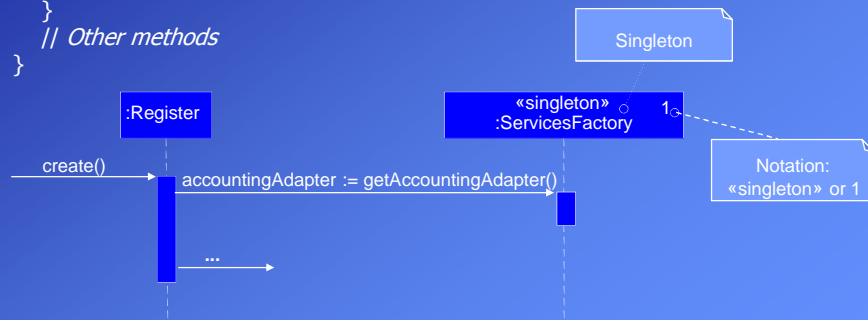 }
// Other methods
}
Singleton
:Register
«singleton»
1
:ServicesFactory
Notation:
«singleton» or 1
create()
accountingAdapter := getAccountingAdapter()
...